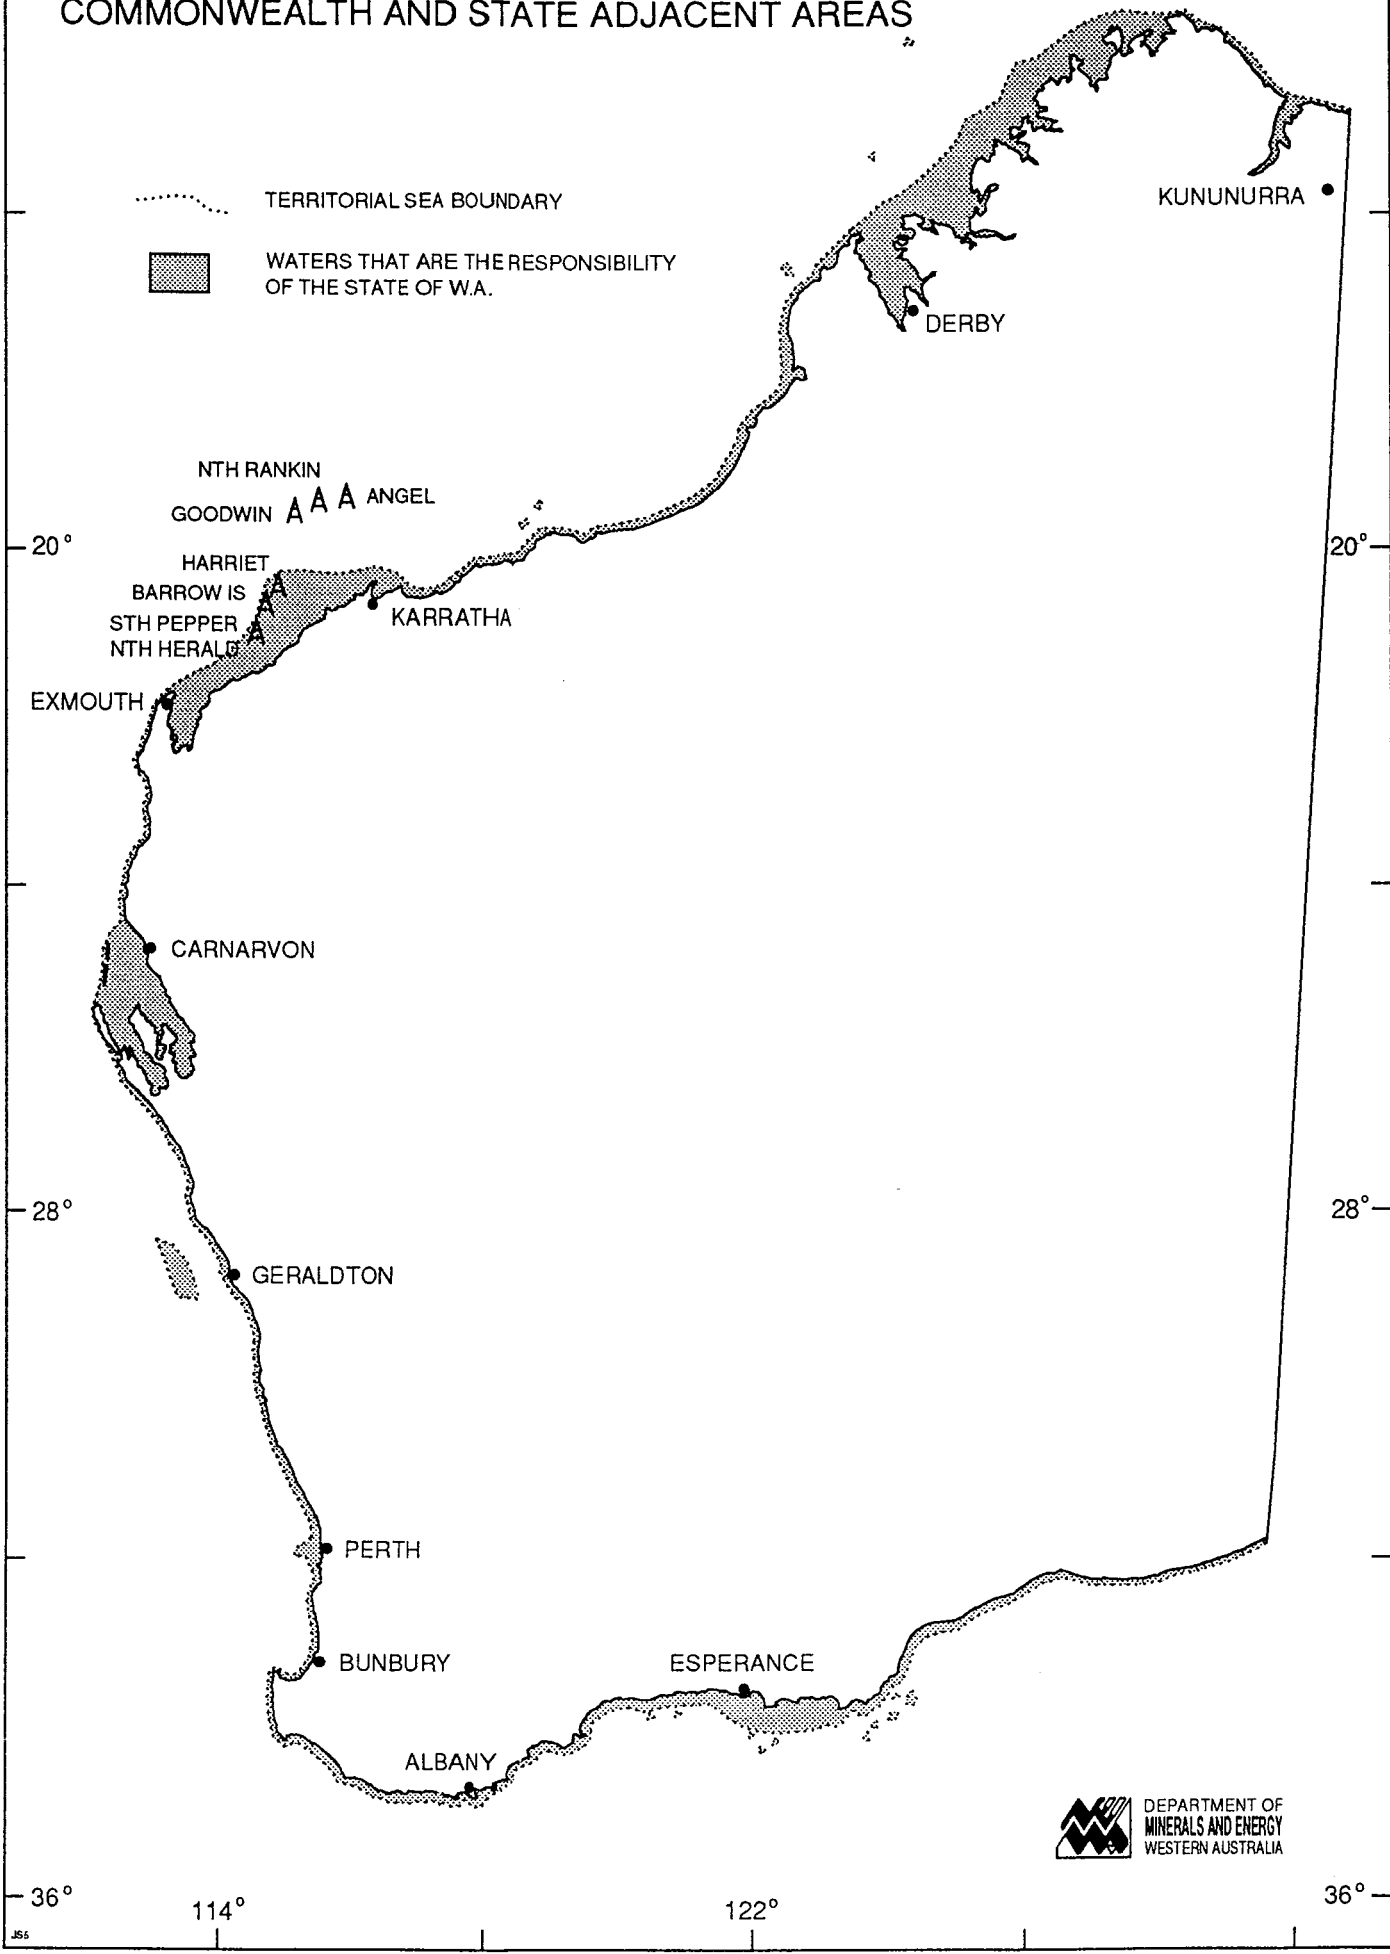 COMMONWEALTH AND STATE ADJACENT AREAS
TERRITORIAL SEA BOUNDARY
WATERS THAT ARE THE RESPONSIBILITY
OF THE STATE OF W.A.
KUNUNURRA
DERBY
NTH RANKIN
ANGEL
GOODWIN
20°
20°
HARRIET
BARROW IS
STH PEPPER
NTH HERALD
KARRATHA
EXMOUTH
CARNARVON
28°
28°
GERALDTON
PERTH
BUNBURY
ESPERANCE
ALBANY
DEPARTMENT OF
MINERALS AND ENERGY
WESTERN AUSTRALIA
36°
36°
114°
122°
JS5